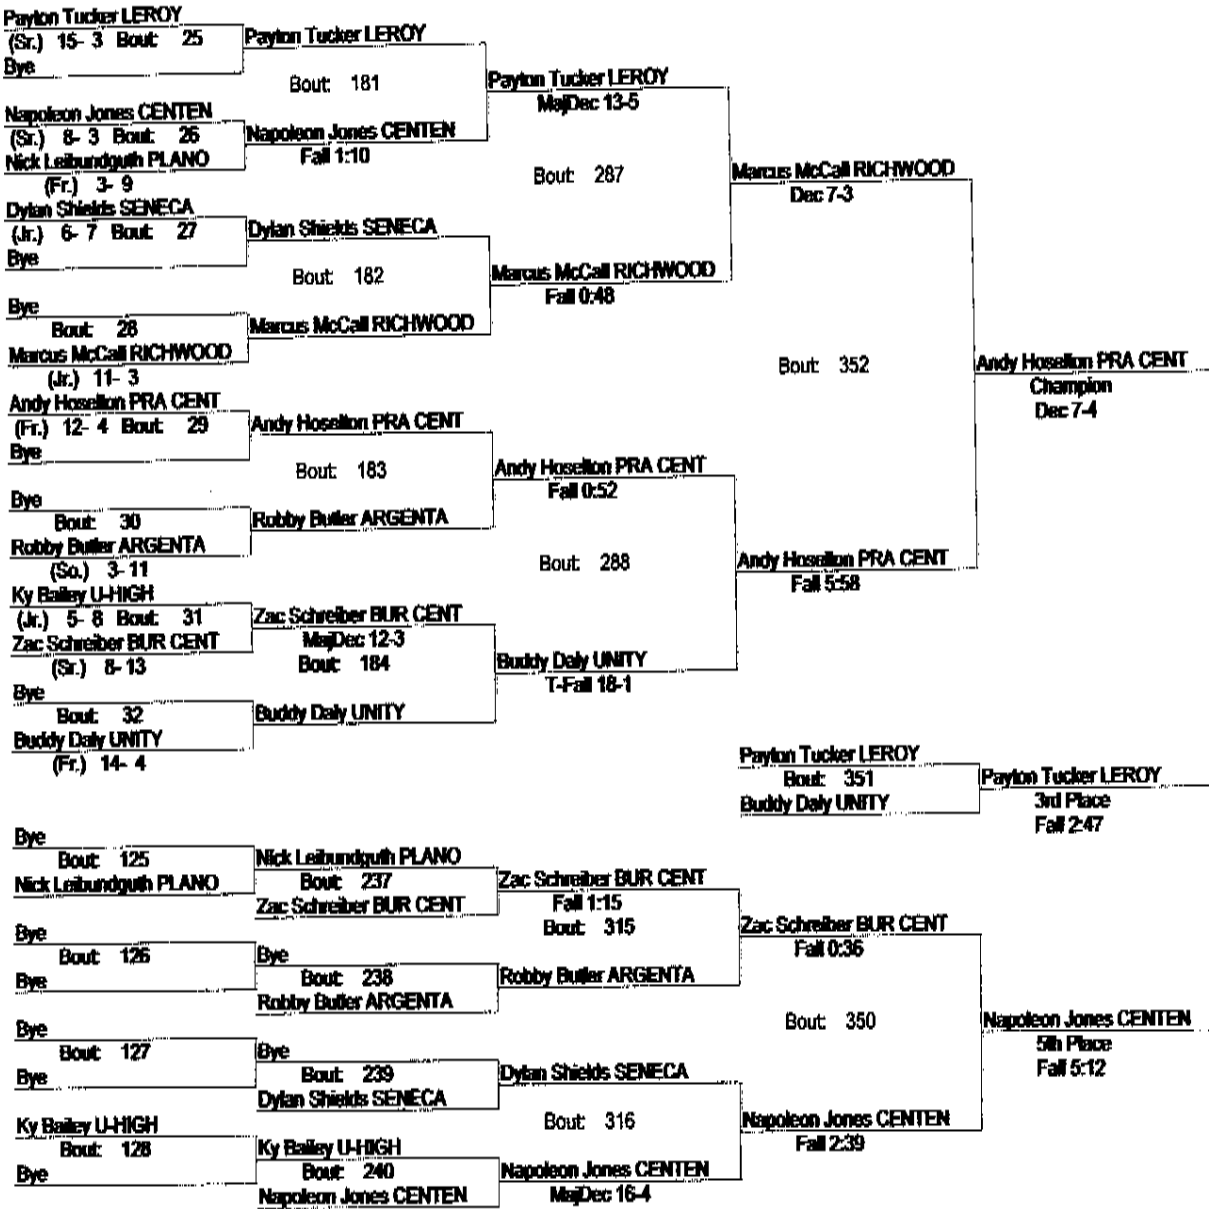 Payton Tucker LEROY
(Sr.) 15- 3 Bout: 25
Bye
Payton Tucker LEROY
Bout: 181
Napoleon Jones CENTEN
(Sr.) 8- 3 Bout: 26
Nick Leibundguth PLANO
(Fr.) 3- 9
Napoleon Jones CENTEN
Fall 1:10
Payton Tucker LEROY
MajDec 13-5
Bout: 287
Dylan Shields SENECA
(Jr.) 6- 7 Bout: 27
Bye
Dylan Shields SENECA
Bout: 182
Bye
Bout: 28
Marcus McCall RICHWOOD
(Jr.) 11- 3
Marcus McCall RICHWOOD
Marcus McCall RICHWOOD
Fall 0:48
Marcus McCall RICHWOOD
Dec 7-3
Bout: 352
Andy Hoselton PRA CENT
Champion
Dec 7-4
Andy Hoselton PRA CENT
(Fr.) 12- 4 Bout: 29
Bye
Andy Hoselton PRA CENT
Bout: 183
Bye
Bout: 30
Robby Butler ARGENTA
(So.) 3- 11
Robby Butler ARGENTA
Andy Hoselton PRA CENT
Fall 0:52
Bout: 288
Andy Hoselton PRA CENT
Fall 5:58
Ky Bailey U-HIGH
(Jr.) 5- 8 Bout: 31
Zac Schreiber BUR CENT
(Sr.) 8- 13
Zac Schreiber BUR CENT
MajDec 12-3
Bout: 184
Bye
Bout: 32
Buddy Daly UNITY
(Fr.) 14- 4
Buddy Daly UNITY
Buddy Daly UNITY
T-Fall 18-1
Payton Tucker LEROY
Bout: 351
Buddy Daly UNITY
Payton Tucker LEROY
3rd Place
Fall 2:47
Bye
Bout: 125
Nick Leibundguth PLANO
Nick Leibundguth PLANO
Bout: 237
Zac Schreiber BUR CENT
Zac Schreiber BUR CENT
Fall 1:15
Bout: 315
Bye
Bout: 126
Bye
Bye
Bout: 238
Robby Butler ARGENTA
Robby Butler ARGENTA
Zac Schreiber BUR CENT
Fall 0:36
Bout: 350
Napoleon Jones CENTEN
5th Place
Fall 5:12
Bye
Bout: 127
Bye
Bye
Bout: 239
Dylan Shields SENECA
Dylan Shields SENECA
Bout: 316
Ky Bailey U-HIGH
Bout: 128
Bye
Ky Bailey U-HIGH
Bout: 240
Napoleon Jones CENTEN
Napoleon Jones CENTEN
MajDec 16-4
Napoleon Jones CENTEN
Fall 2:39